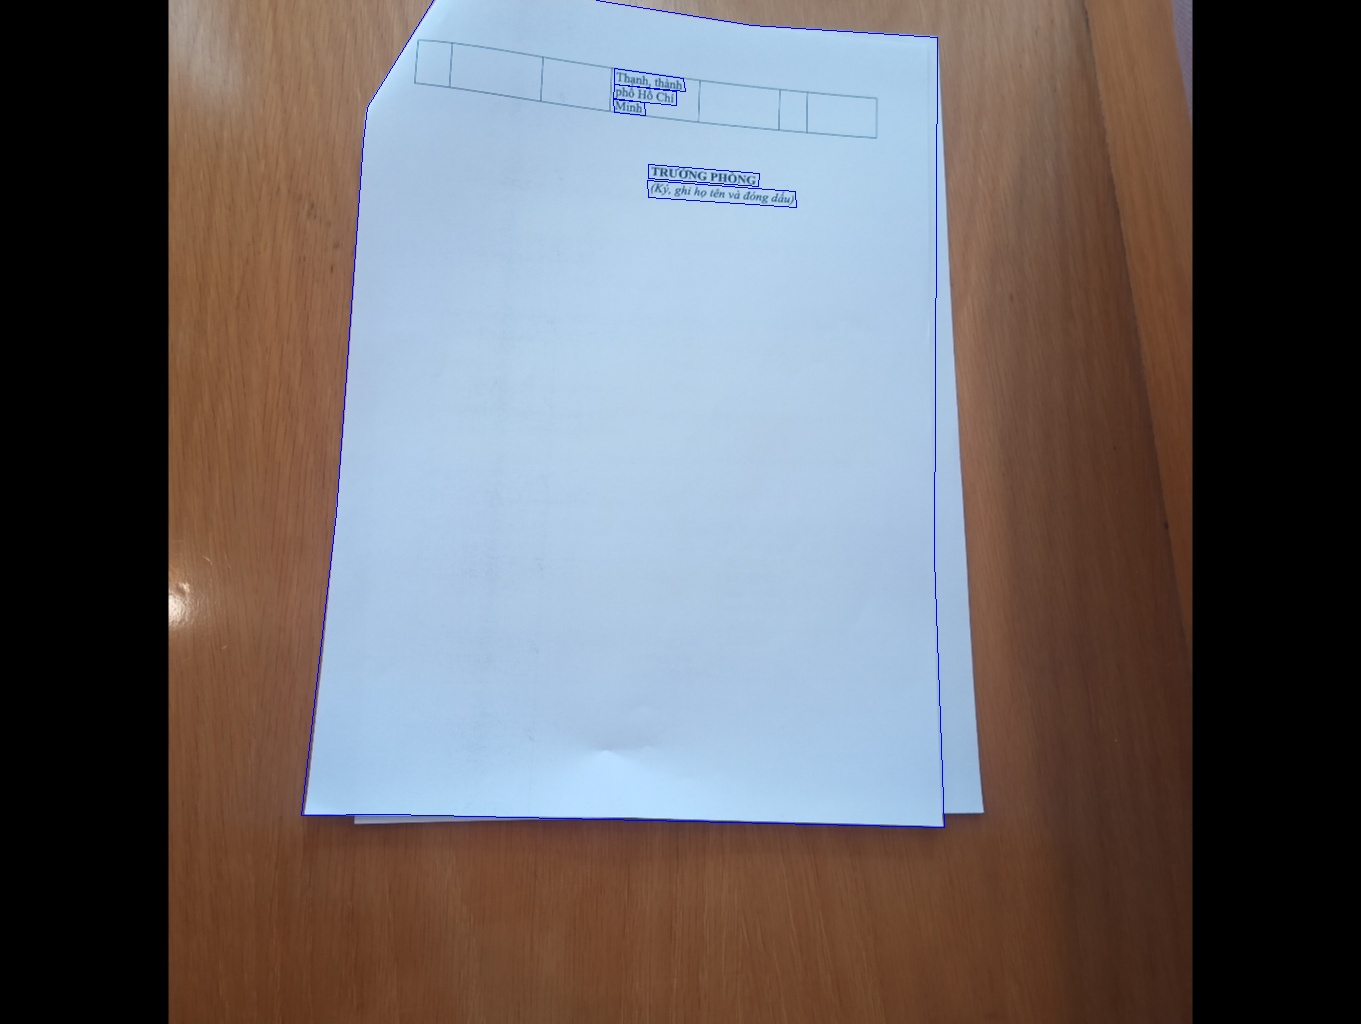 Thạnh, thành
phố Hồ Chí
Minh
TRƯỞNG PHÒNG
(Ký, ghi họ tên và đóng dấu)